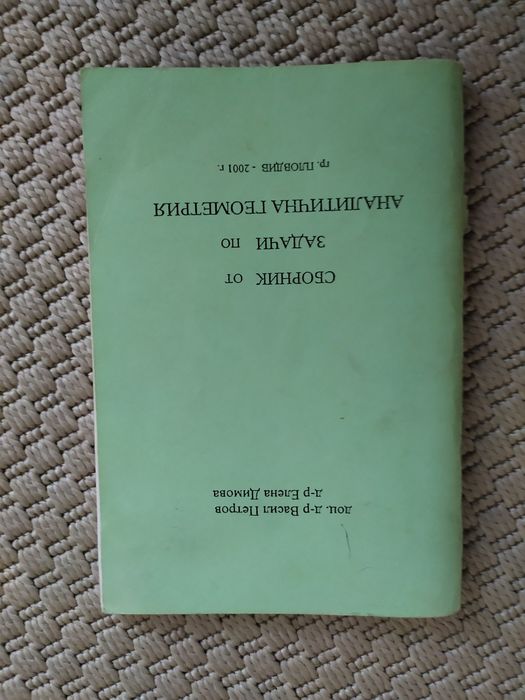 доц. д-р Васил Петров
д-р Елена Димова
СБОРНИК ОТ
ЗАДАЧИ ПО
АНАЛИТИЧНА ГЕОМЕТРИЯ
гр. ПЛОВДИВ - 2001 г.